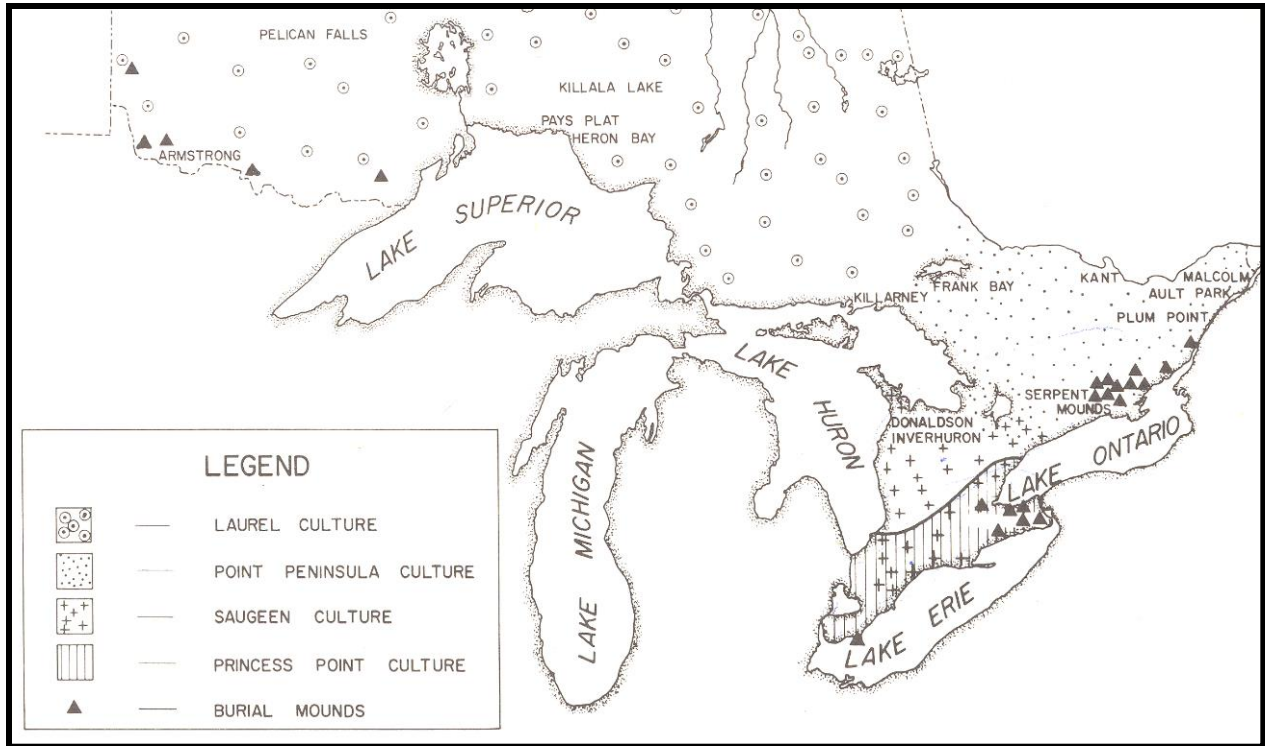 PELICAN FALLS
KILLALA LAKE
PAYS PLAT
HERON BAY
ARMSTRONG
LAKE SUPERIOR
KILLARNEY
FRANK BAY
KANT
MALCOLM
AULT PARK
PLUM POINT
LAKE HURON
SERPENT
MOUNDS
DONALDSON
INVERHURON
LAKE ONTARIO
LAKE MICHIGAN
LAKE ERIE
LEGEND
— LAUREL CULTURE
— POINT PENINSULA CULTURE
— SAUGEEN CULTURE
— PRINCESS POINT CULTURE
— BURIAL MOUNDS